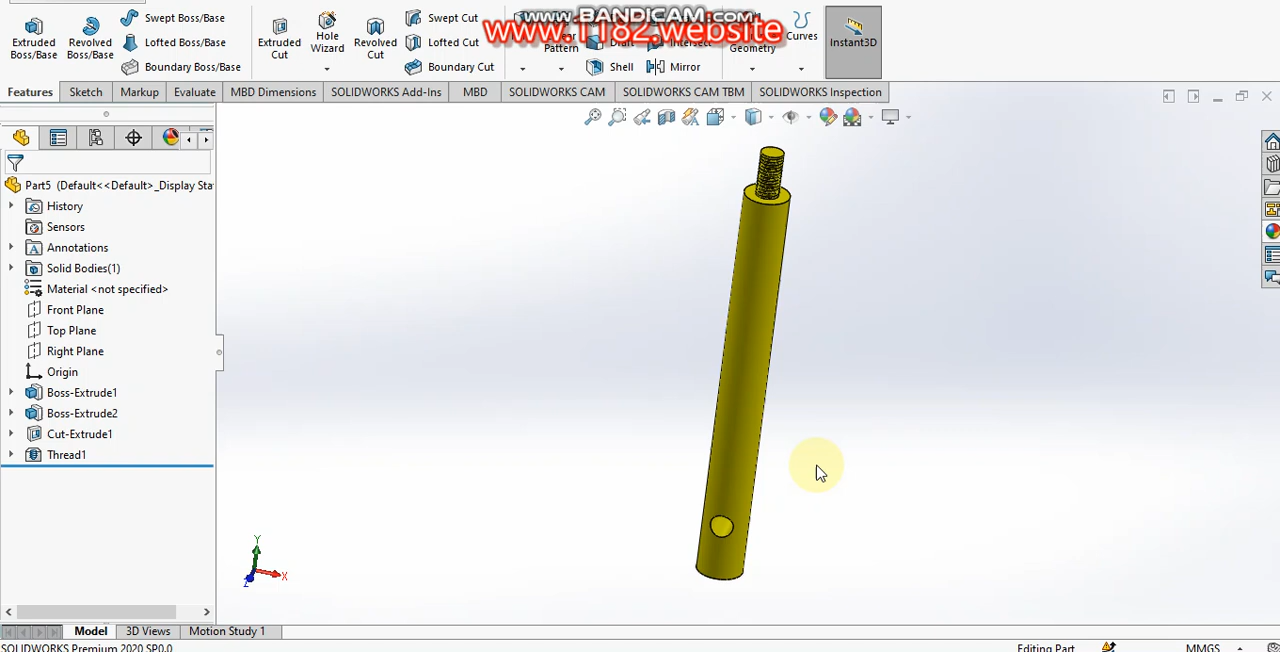 www.BANDICAM.com
www.1182.website
Extruded Boss/Base
Revolved Boss/Base
Swept Boss/Base
Lofted Boss/Base
Boundary Boss/Base
Extruded Cut
Hole Wizard
Revolved Cut
Swept Cut
Lofted Cut
Boundary Cut
Pattern
Draft
Shell
Intersect
Mirror
Geometry
Curves
Instant3D
Features
Sketch
Markup
Evaluate
MBD Dimensions
SOLIDWORKS Add-Ins
MBD
SOLIDWORKS CAM
SOLIDWORKS CAM TBM
SOLIDWORKS Inspection
Part5 (Default<<Default>_Display Sta
History
Sensors
Annotations
Solid Bodies(1)
Material <not specified>
Front Plane
Top Plane
Right Plane
Origin
Boss-Extrude1
Boss-Extrude2
Cut-Extrude1
Thread1
Y
X
Z
Model
3D Views
Motion Study 1
SOLIDWORKS Premium 2020 SP0.0
Editing Part
MMGS